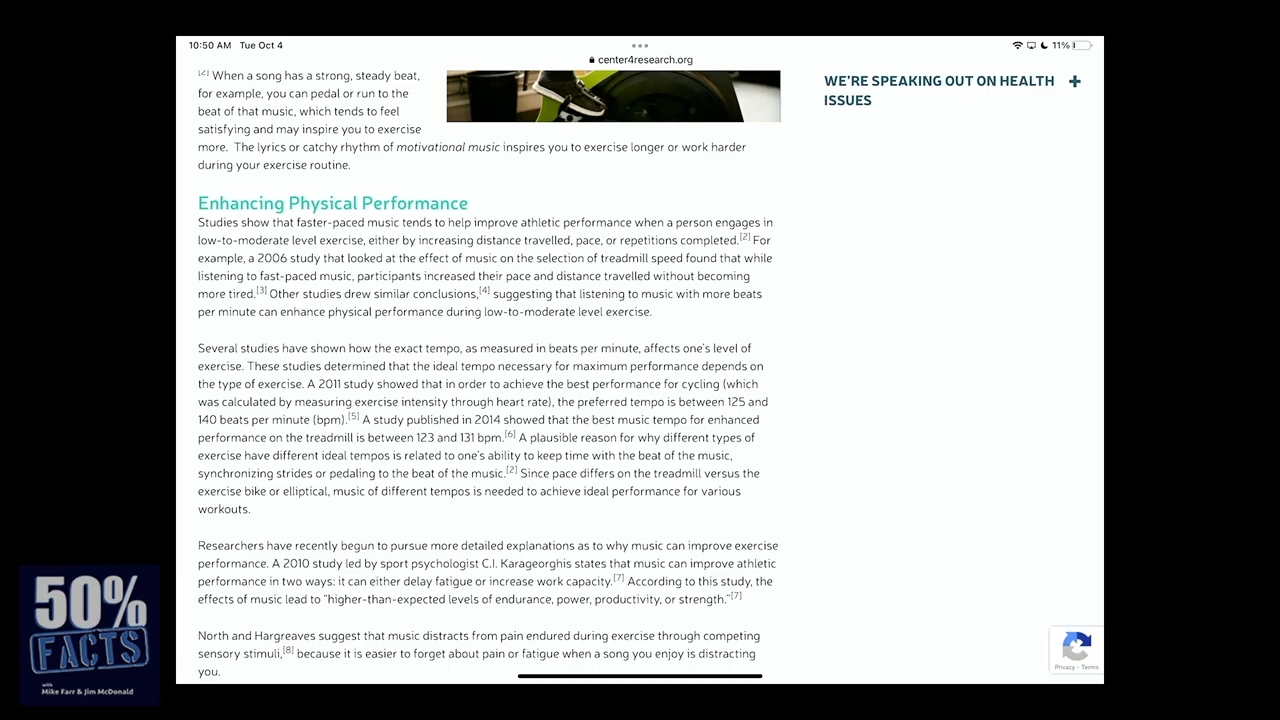 10:50 AM Tue Oct 4
11%
center4research.org
[2] When a song has a strong, steady beat,
for example, you can pedal or run to the
beat of that music, which tends to feel
satisfying and may inspire you to exercise
more. The lyrics or catchy rhythm of motivational music inspires you to exercise longer or work harder
during your exercise routine.
WE'RE SPEAKING OUT ON HEALTH
ISSUES
Enhancing Physical Performance
Studies show that faster-paced music tends to help improve athletic performance when a person engages in
low-to-moderate level exercise, either by increasing distance travelled, pace, or repetitions completed.[2] For
example, a 2006 study that looked at the effect of music on the selection of treadmill speed found that while
listening to fast-paced music, participants increased their pace and distance travelled without becoming
more tired.[3] Other studies drew similar conclusions,[4] suggesting that listening to music with more beats
per minute can enhance physical performance during low-to-moderate level exercise.
Several studies have shown how the exact tempo, as measured in beats per minute, affects one's level of
exercise. These studies determined that the ideal tempo necessary for maximum performance depends on
the type of exercise. A 2011 study showed that in order to achieve the best performance for cycling (which
was calculated by measuring exercise intensity through heart rate), the preferred tempo is between 125 and
140 beats per minute (bpm).[5] A study published in 2014 showed that the best music tempo for enhanced
performance on the treadmill is between 123 and 131 bpm.[6] A plausible reason for why different types of
exercise have different ideal tempos is related to one's ability to keep time with the beat of the music,
synchronizing strides or pedaling to the beat of the music.[2] Since pace differs on the treadmill versus the
exercise bike or elliptical, music of different tempos is needed to achieve ideal performance for various
workouts.
Researchers have recently begun to pursue more detailed explanations as to why music can improve exercise
performance. A 2010 study led by sport psychologist C.I. Karageorghis states that music can improve athletic
performance in two ways: it can either delay fatigue or increase work capacity.[7] According to this study, the
effects of music lead to "higher-than-expected levels of endurance, power, productivity, or strength."[7]
North and Hargreaves suggest that music distracts from pain endured during exercise through competing
sensory stimuli,[8] because it is easier to forget about pain or fatigue when a song you enjoy is distracting
you.
Privacy - Terms
50%
FACTS
with
Mike Farr & Jim McDonald